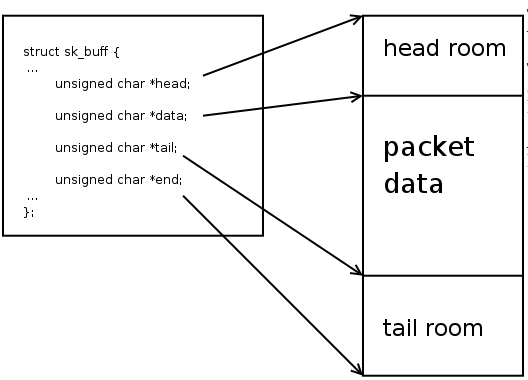 struct sk_buff {
...
unsigned char *head;
unsigned char *data;
unsigned char *tail;
unsigned char *end;
...
};
head room
packet
data
tail room